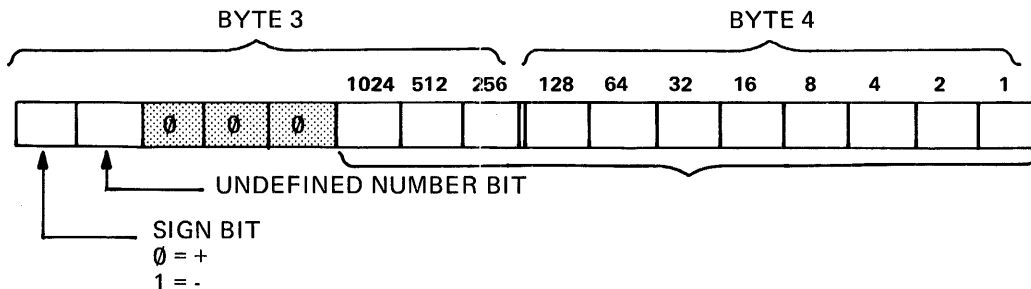 BYTE 3 BYTE 4
1024 512 256 128 64 32 16 8 4 2 1
Ø Ø Ø
UNDEFINED NUMBER BIT
SIGN BIT
Ø = +
1 = -